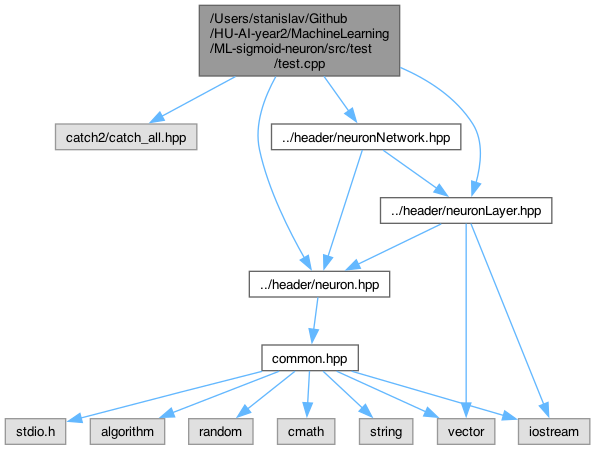 /Users/stanislav/Github
/HU-AI-year2/MachineLearning
/ML-sigmoid-neuron/src/test
/test.cpp
catch2/catch_all.hpp
../header/neuronNetwork.hpp
../header/neuronLayer.hpp
../header/neuron.hpp
common.hpp
stdio.h
algorithm
random
cmath
string
vector
iostream